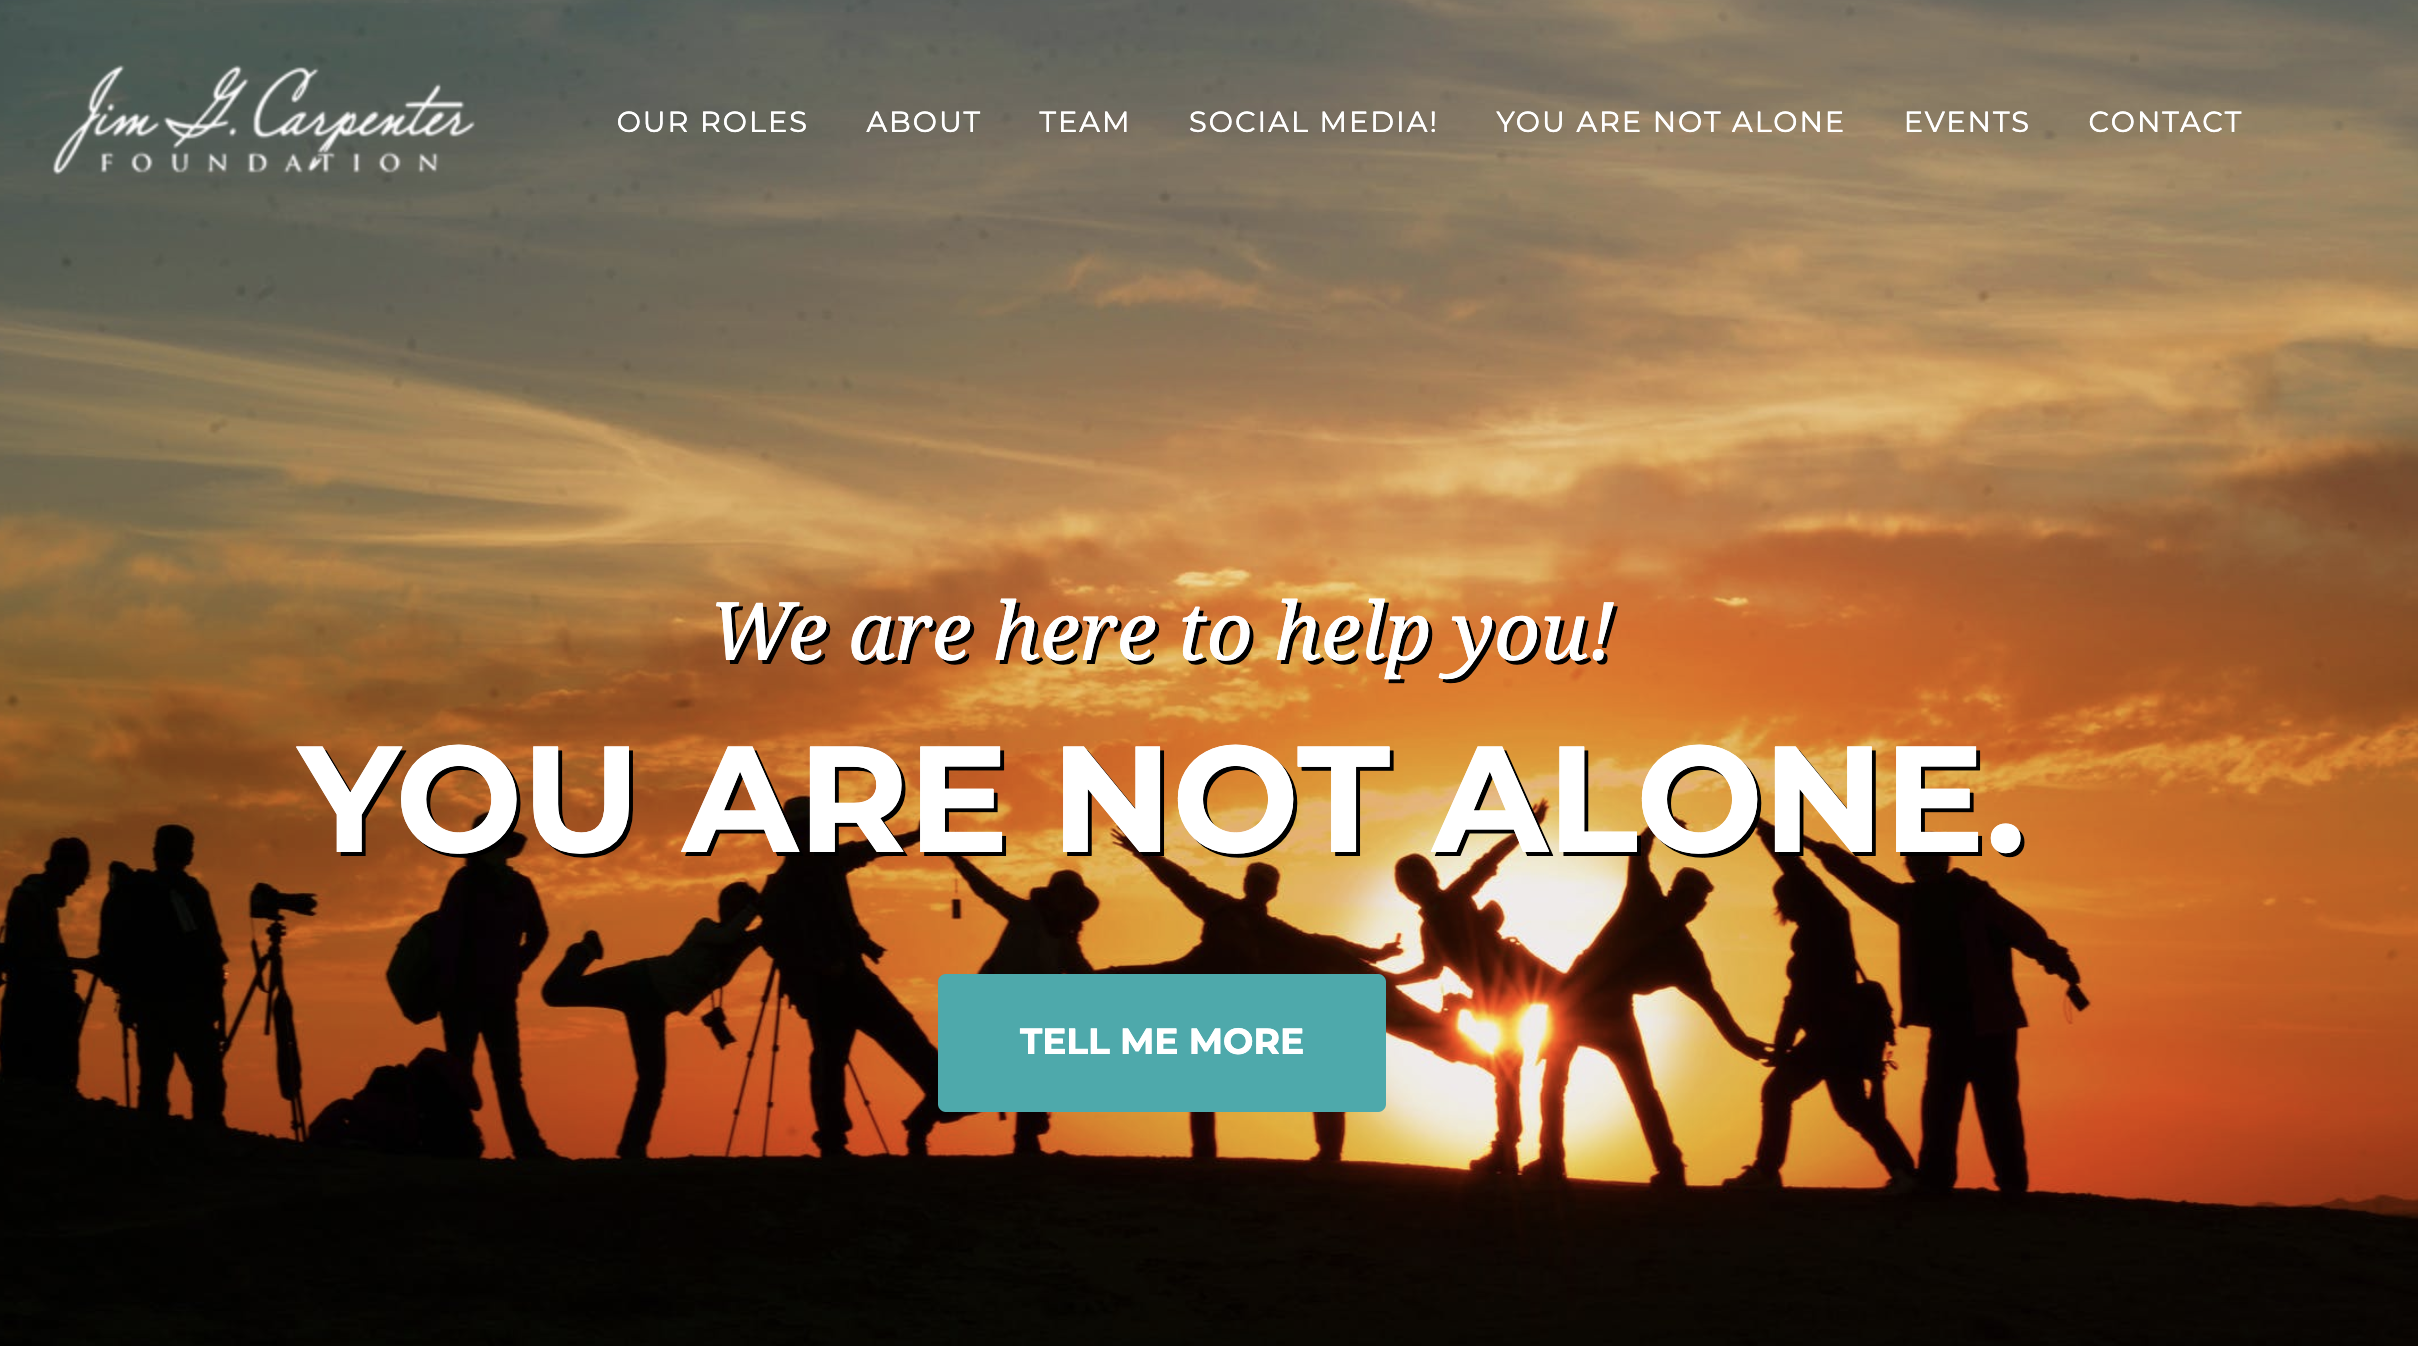 Jim G. Carpenter
FOUNDATION
OUR ROLES
ABOUT
TEAM
SOCIAL MEDIA!
YOU ARE NOT ALONE
EVENTS
CONTACT
We are here to help you!
YOU ARE NOT ALONE.
TELL ME MORE